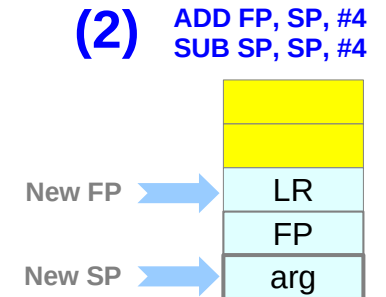 (2)
ADD FP, SP, #4
SUB SP, SP, #4
New FP
LR
FP
New SP
arg